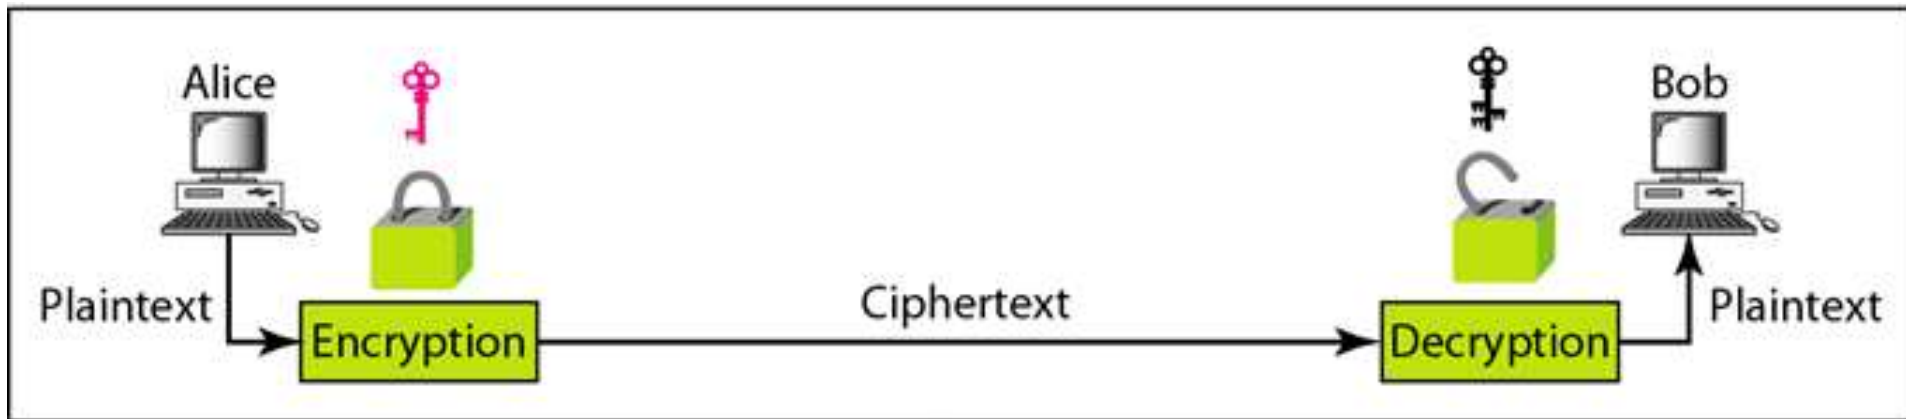 Alice
Bob
Plaintext
Encryption
Ciphertext
Decryption
Plaintext